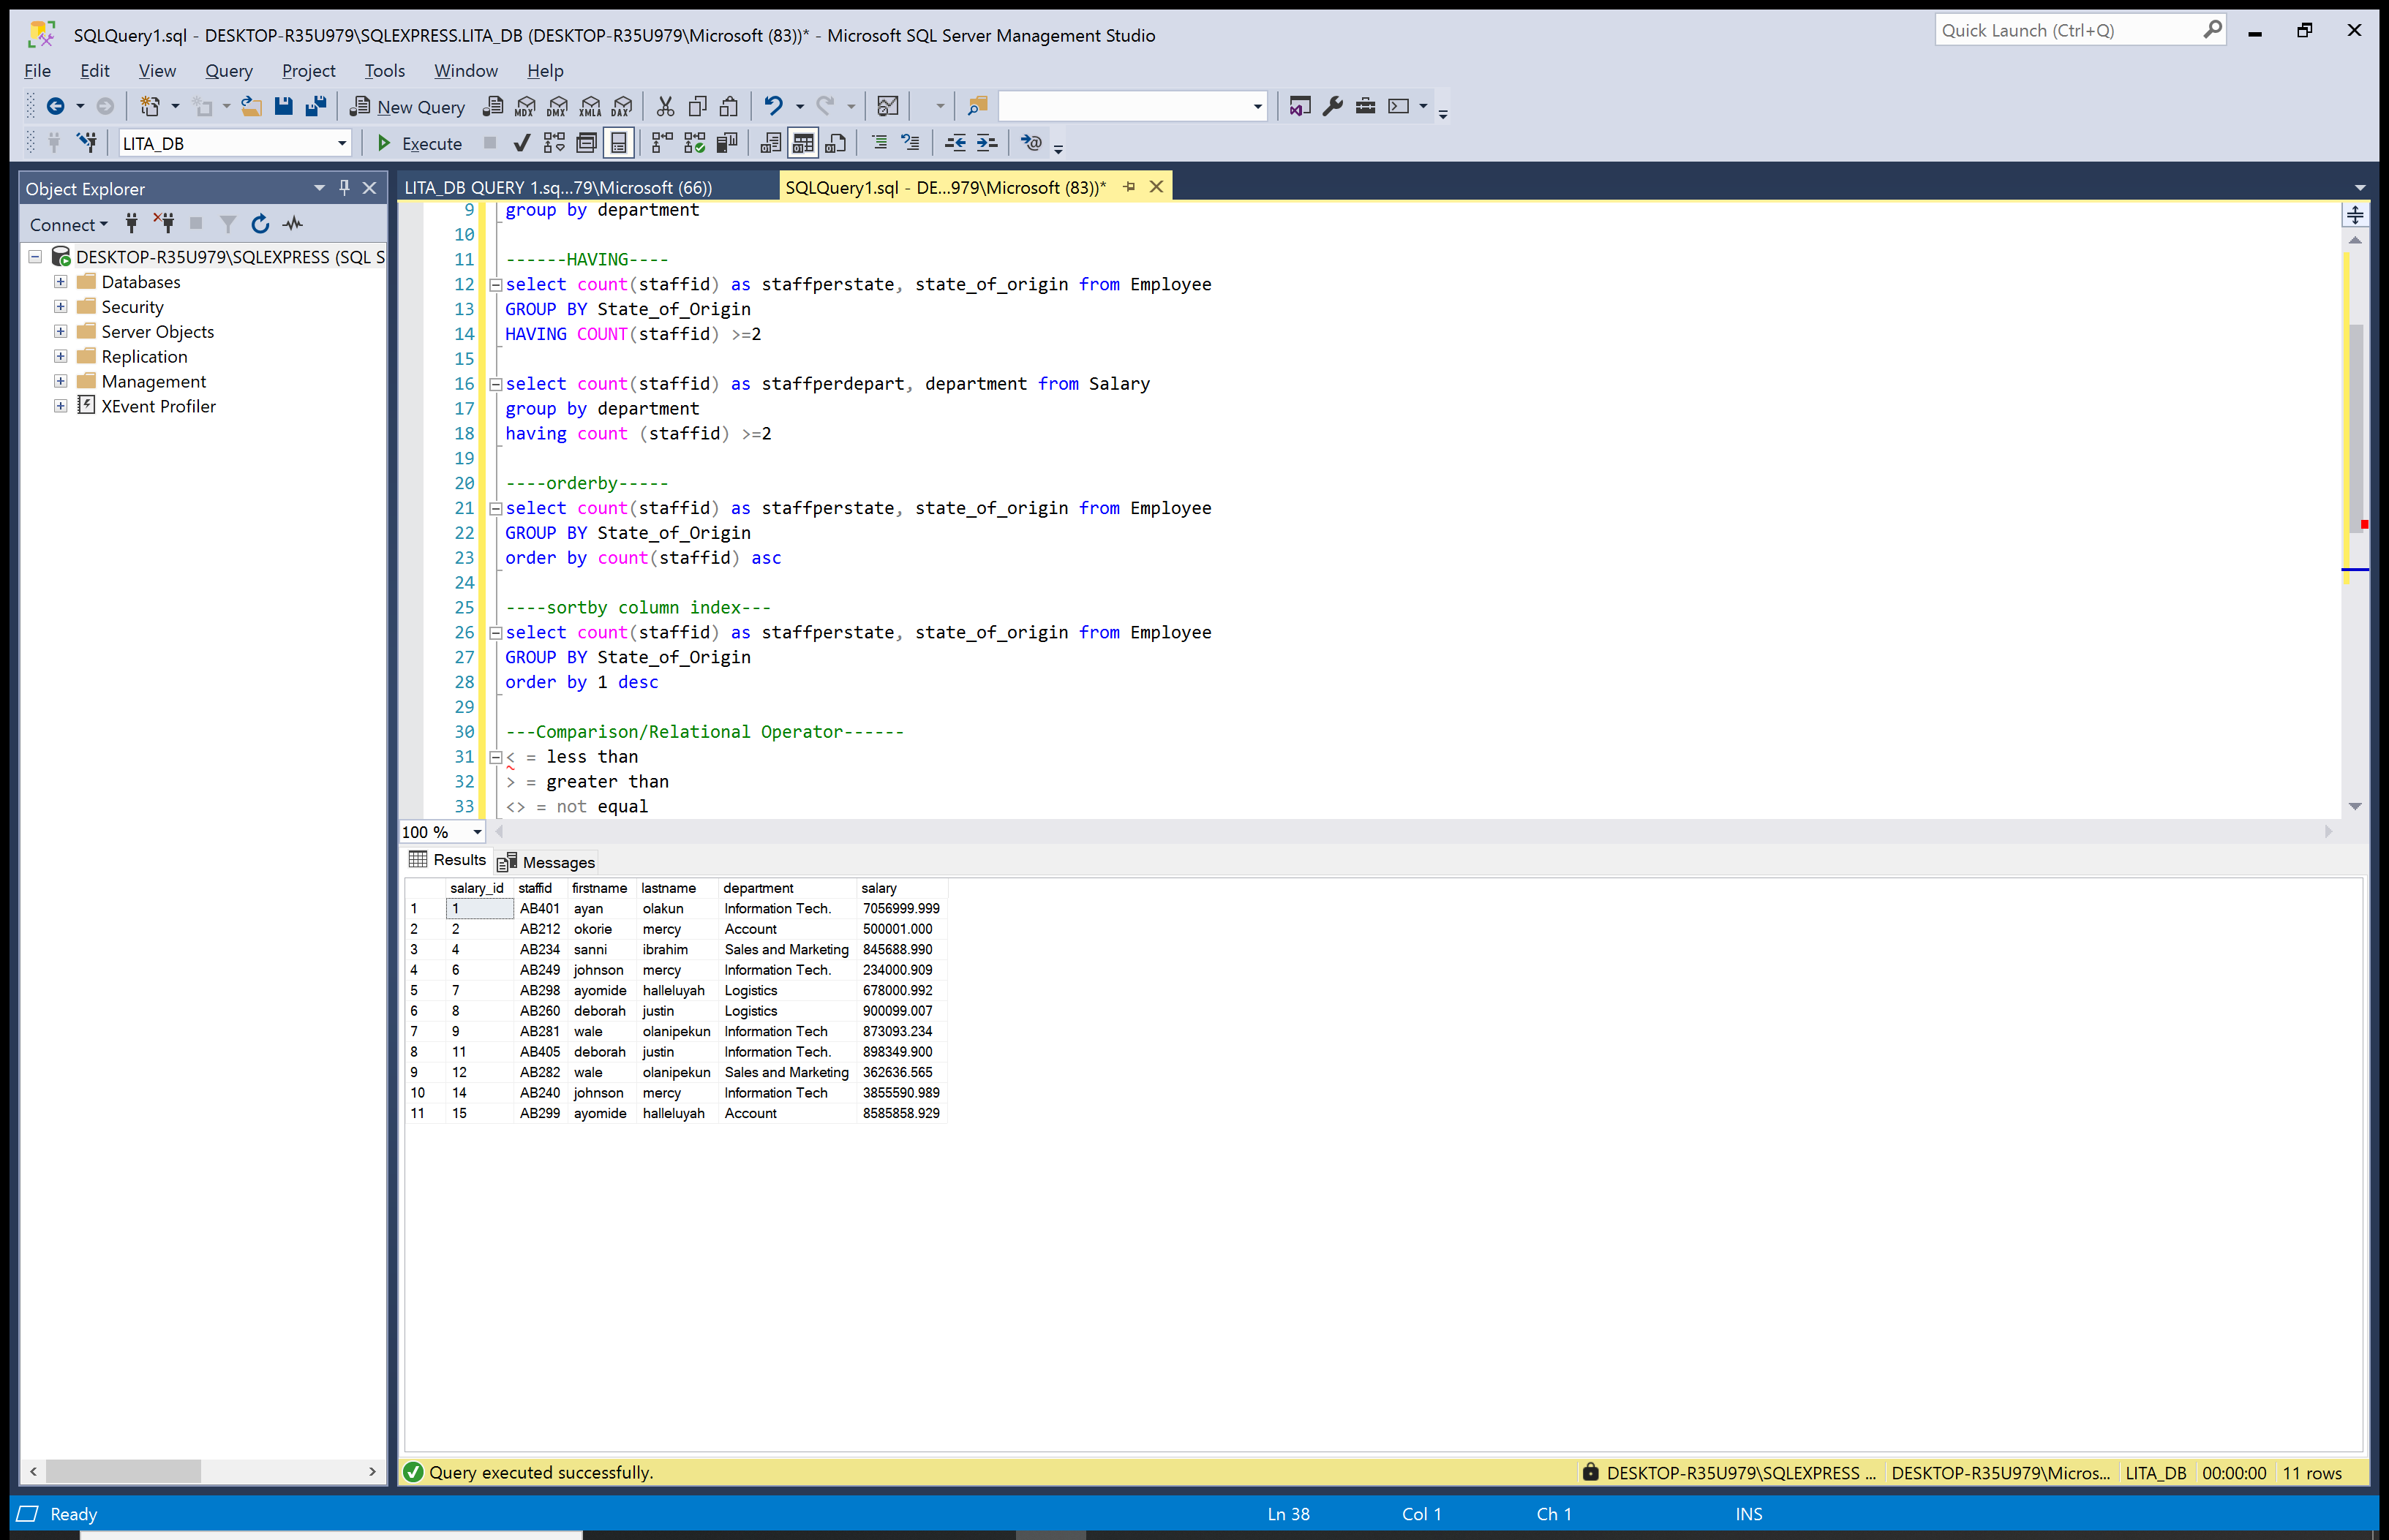 SQLQuery1.sql - DESKTOP-R35U979\SQLEXPRESS.LITA_DB (DESKTOP-R35U979\Microsoft (83))* - Microsoft SQL Server Management Studio
Quick Launch (Ctrl+Q)
File Edit View Query Project Tools Window Help
New Query MDX DMX XMLA DAX
LITA_DB Execute
Object Explorer
LITA_DB QUERY 1.sq...79\Microsoft (66)) SQLQuery1.sql - DE...979\Microsoft (83))*
Connect
DESKTOP-R35U979\SQLEXPRESS (SQL S
Databases
Security
Server Objects
Replication
Management
XEvent Profiler
9 group by department
10
11 ------HAVING----
12 select count(staffid) as staffperstate, state_of_origin from Employee
13 GROUP BY State_of_Origin
14 HAVING COUNT(staffid) >=2
15
16 select count(staffid) as staffperdepart, department from Salary
17 group by department
18 having count (staffid) >=2
19
20 ----orderby-----
21 select count(staffid) as staffperstate, state_of_origin from Employee
22 GROUP BY State_of_Origin
23 order by count(staffid) asc
24
25 ----sortby column index---
26 select count(staffid) as staffperstate, state_of_origin from Employee
27 GROUP BY State_of_Origin
28 order by 1 desc
29
30 ---Comparison/Relational Operator------
31 < = less than
32 > = greater than
33 <> = not equal
100 %
Results Messages
salary_id staffid firstname lastname department salary
1 1 AB401 ayan olakun Information Tech. 7056999.999
2 2 AB212 okorie mercy Account 500001.000
3 4 AB234 sanni ibrahim Sales and Marketing 845688.990
4 6 AB249 johnson mercy Information Tech. 234000.909
5 7 AB298 ayomide halleluyah Logistics 678000.992
6 8 AB260 deborah justin Logistics 900099.007
7 9 AB281 wale olanipekun Information Tech 873093.234
8 11 AB405 deborah justin Information Tech. 898349.900
9 12 AB282 wale olanipekun Sales and Marketing 362636.565
10 14 AB240 johnson mercy Information Tech 3855590.989
11 15 AB299 ayomide halleluyah Account 8585858.929
Query executed successfully. DESKTOP-R35U979\SQLEXPRESS ... DESKTOP-R35U979\Micros... LITA_DB 00:00:00 11 rows
Ready Ln 38 Col 1 Ch 1 INS